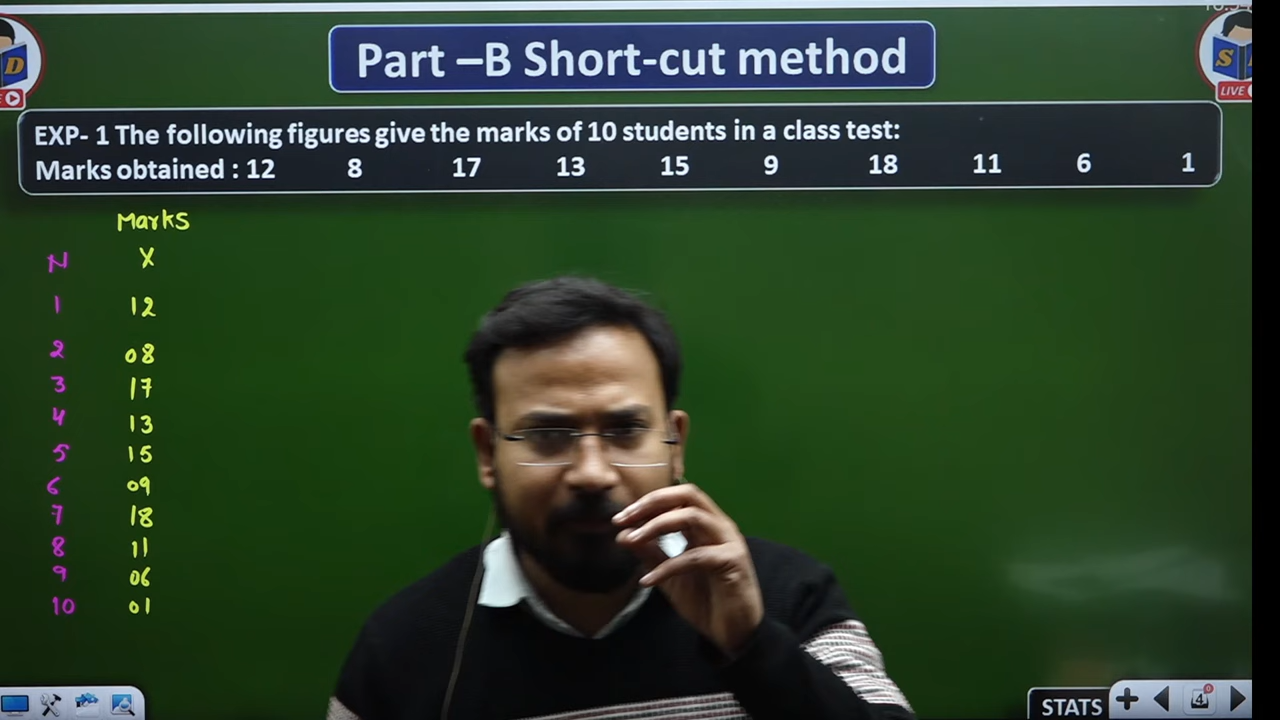 Part –B Short-cut method
D
S
LIVE
EXP- 1 The following figures give the marks of 10 students in a class test:
Marks obtained : 12 8 17 13 15 9 18 11 6 1
Marks
N X
1 12
2 08
3 17
4 13
5 15
6 09
7 18
8 11
9 06
10 01
STATS
4